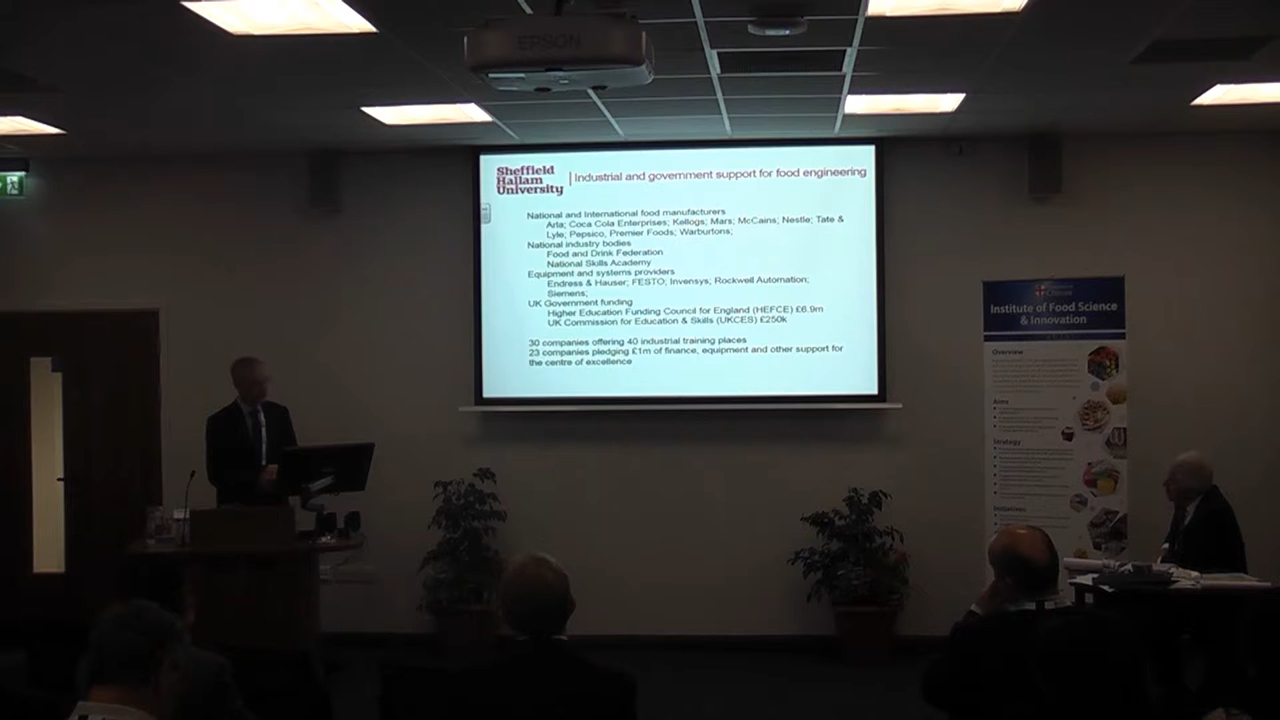 EPSON
Sheffield
Hallam
University
Industrial and government support for food engineering
National and International food manufacturers
Arla; Coca Cola Enterprises; Kellogs; Mars; McCains; Nestle; Tate &
Lyle; Pepsico, Premier Foods; Warburtons;
National industry bodies
Food and Drink Federation
National Skills Academy
Equipment and systems providers
Endress & Hauser; FESTO; Invensys; Rockwell Automation;
Siemens;
UK Government funding
Higher Education Funding Council for England (HEFCE) £6.9m
UK Commission for Education & Skills (UKCES) £250k
30 companies offering 40 industrial training places
23 companies pledging £1m of finance, equipment and other support for
the centre of excellence
Institute of Food Science
& Innovation
Overview
Aims
Strategy
Initiatives